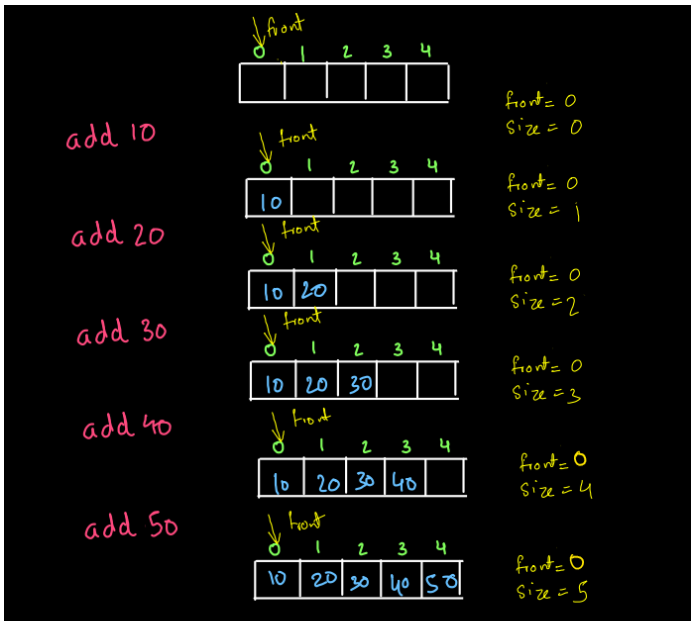 front
0 1 2 3 4
front = 0
size = 0
add 10
front
0 1 2 3 4
10
front = 0
size = 1
add 20
front
0 1 2 3 4
10 20
front = 0
size = 2
add 30
front
0 1 2 3 4
10 20 30
front = 0
size = 3
add 40
front
0 1 2 3 4
10 20 30 40
front = 0
size = 4
add 50
front
0 1 2 3 4
10 20 30 40 50
front = 0
size = 5